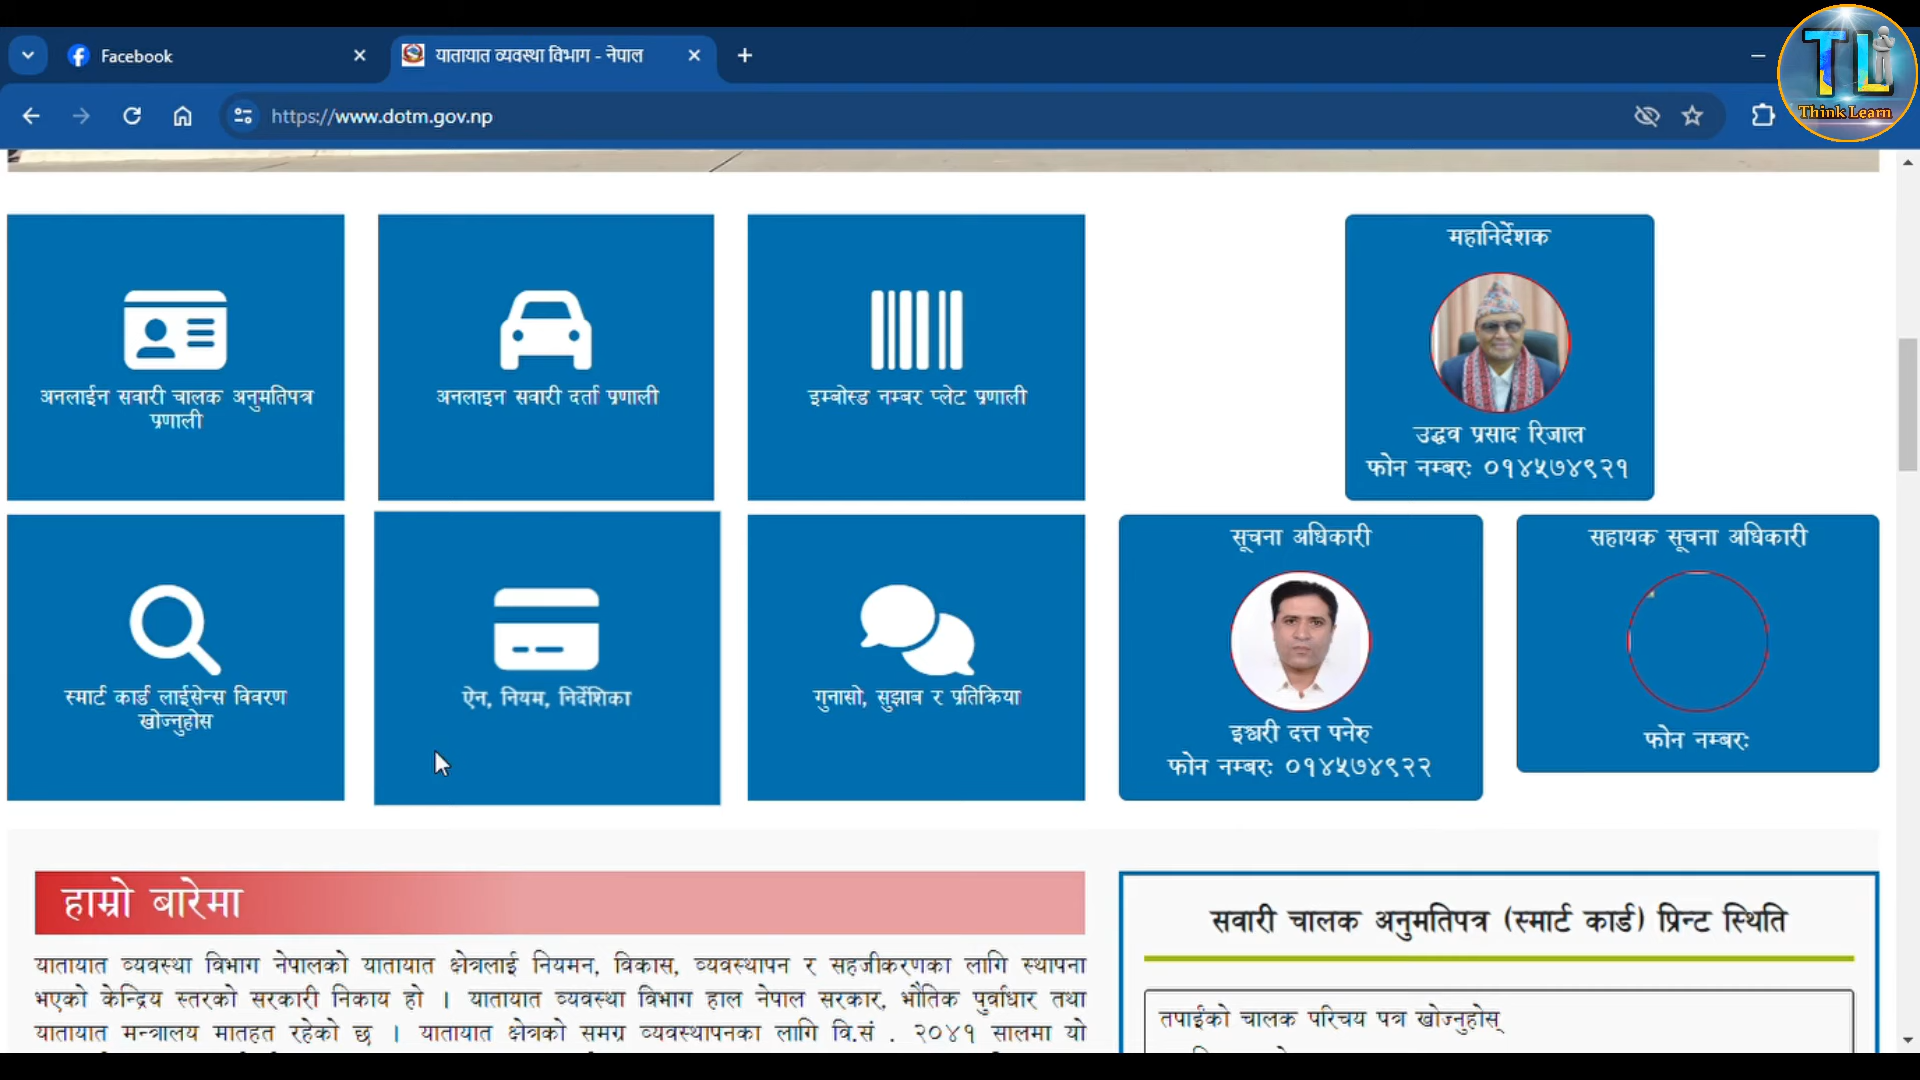 Facebook
यातायात व्यवस्था विभाग - नेपाल
https://www.dotm.gov.np
TL
Think Learn
अनलाईन सवारी चालक अनुमतिपत्र
प्रणाली
अनलाइन सवारी दर्ता प्रणाली
इम्बोस्ड नम्बर प्लेट प्रणाली
महानिर्देशक
उद्धव प्रसाद रिजाल
फोन नम्बरः ०१४५७४९२१
स्मार्ट कार्ड लाईसेन्स विवरण
खोज्नुहोस
ऐन, नियम, निर्देशिका
गुनासो, सुझाब र प्रतिक्रिया
सूचना अधिकारी
इश्वरी दत्त पनेरु
फोन नम्बरः ०१४५७४९२२
सहायक सूचना अधिकारी
फोन नम्बरः
हाम्रो बारेमा
यातायात व्यवस्था विभाग नेपालको यातायात क्षेत्रलाई नियमन, विकास, व्यवस्थापन र सहजीकरणका लागि स्थापना
भएको केन्द्रिय स्तरको सरकारी निकाय हो । यातायात व्यवस्था विभाग हाल नेपाल सरकार, भौतिक पुर्वाधार तथा
यातायात मन्त्रालय मातहत रहेको छ । यातायात क्षेत्रको समग्र व्यवस्थापनका लागि वि.सं . २०४१ सालमा यो
सवारी चालक अनुमतिपत्र (स्मार्ट कार्ड) प्रिन्ट स्थिति
तपाईंको चालक परिचय पत्र खोज्नुहोस्